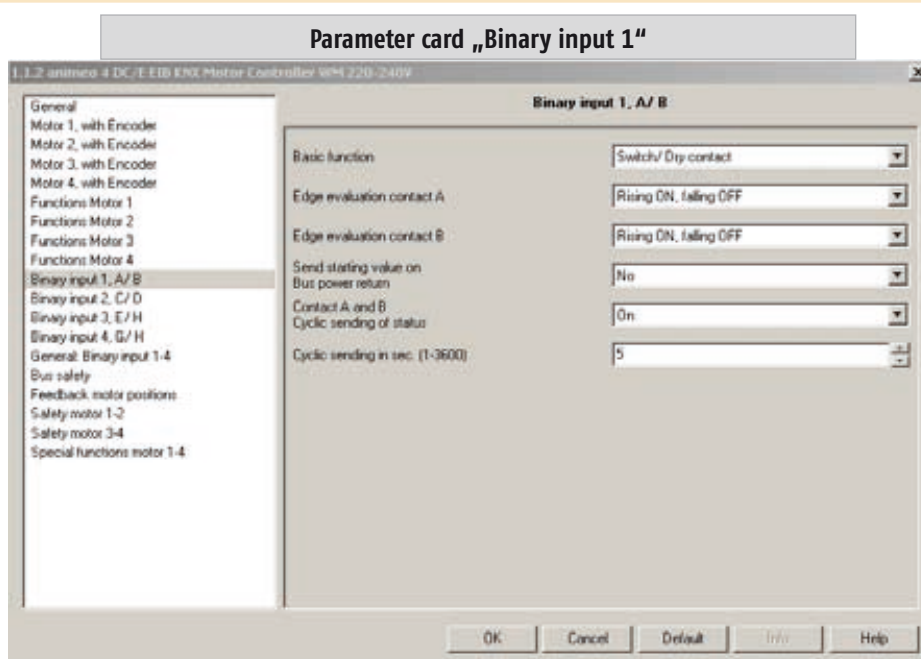 Parameter card „Binary input 1“
1.1.2 animeo 4 DC/E EIB KNX Motor Controller WM 220-240V
Binary input 1, A/ B
General
Motor 1, with Encoder
Motor 2, with Encoder
Motor 3, with Encoder
Motor 4, with Encoder
Functions Motor 1
Functions Motor 2
Functions Motor 3
Functions Motor 4
Binary input 1, A/ B
Binary input 2, C/ D
Binary input 3, E/ H
Binary input 4, G/ H
General: Binary input 1-4
Bus safety
Feedback motor positions
Safety motor 1-2
Safety motor 3-4
Special functions motor 1-4
Basic function
Switch/ Dry contact
Edge evaluation contact A
Rising ON, falling OFF
Edge evaluation contact B
Rising ON, falling OFF
Send starting value on
Bus power return
No
Contact A and B
Cyclic sending of status
On
Cyclic sending in sec. (1-3600)
5
OK
Cancel
Default
Info
Help